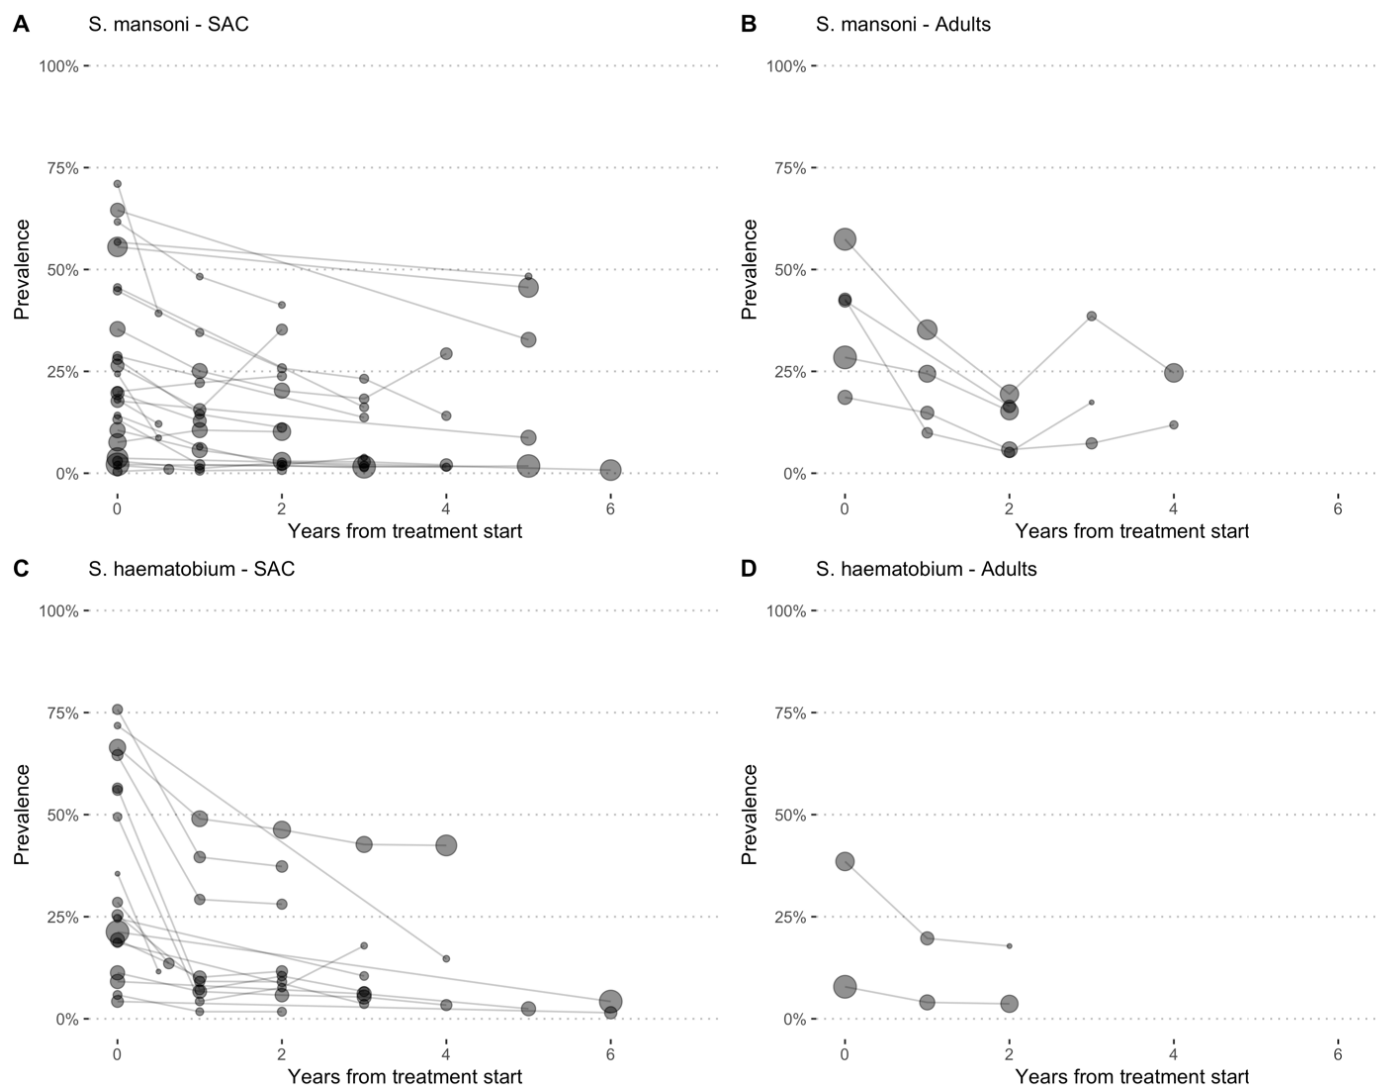 A S. mansoni - SAC
100%
75%
50%
25%
0%
Prevalence
0 2 4 6
Years from treatment start
B S. mansoni - Adults
100%
75%
50%
25%
0%
Prevalence
0 2 4 6
Years from treatment start
C S. haematobium - SAC
100%
75%
50%
25%
0%
Prevalence
0 2 4 6
Years from treatment start
D S. haematobium - Adults
100%
75%
50%
25%
0%
Prevalence
0 2 4 6
Years from treatment start